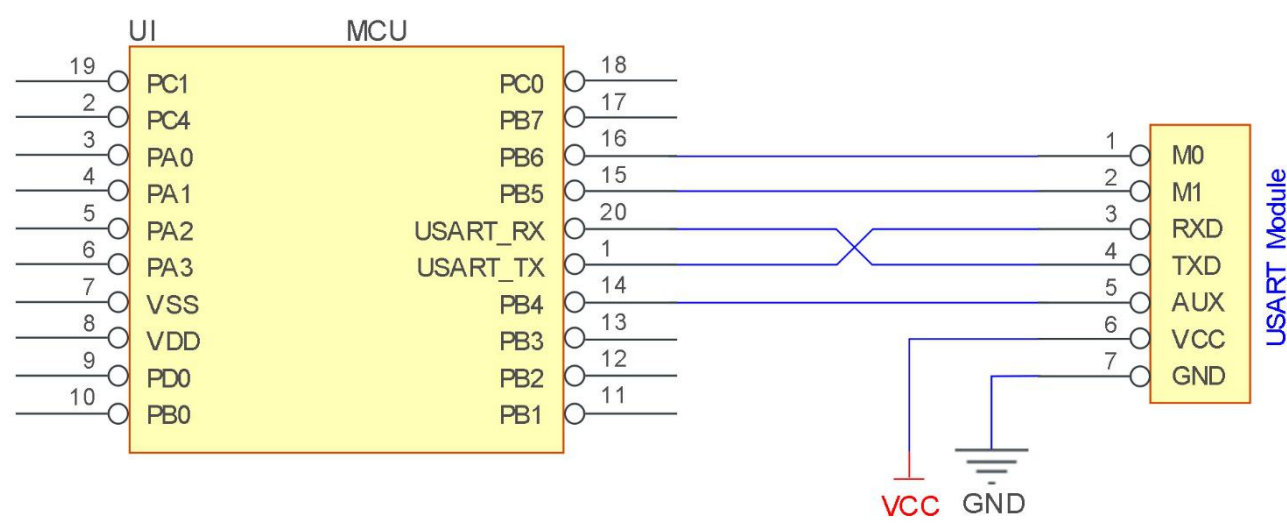 UI MCU
19 PC1 PC0 18
2 PC4 PB7 17
3 PA0 PB6 16 1 M0
4 PA1 PB5 15 2 M1
5 PA2 USART_RX 20 3 RXD
6 PA3 USART_TX 1 4 TXD
7 VSS PB4 14 5 AUX
8 VDD PB3 13 6 VCC
9 PD0 PB2 12 7 GND
10 PB0 PB1 11
USART Module
VCC GND